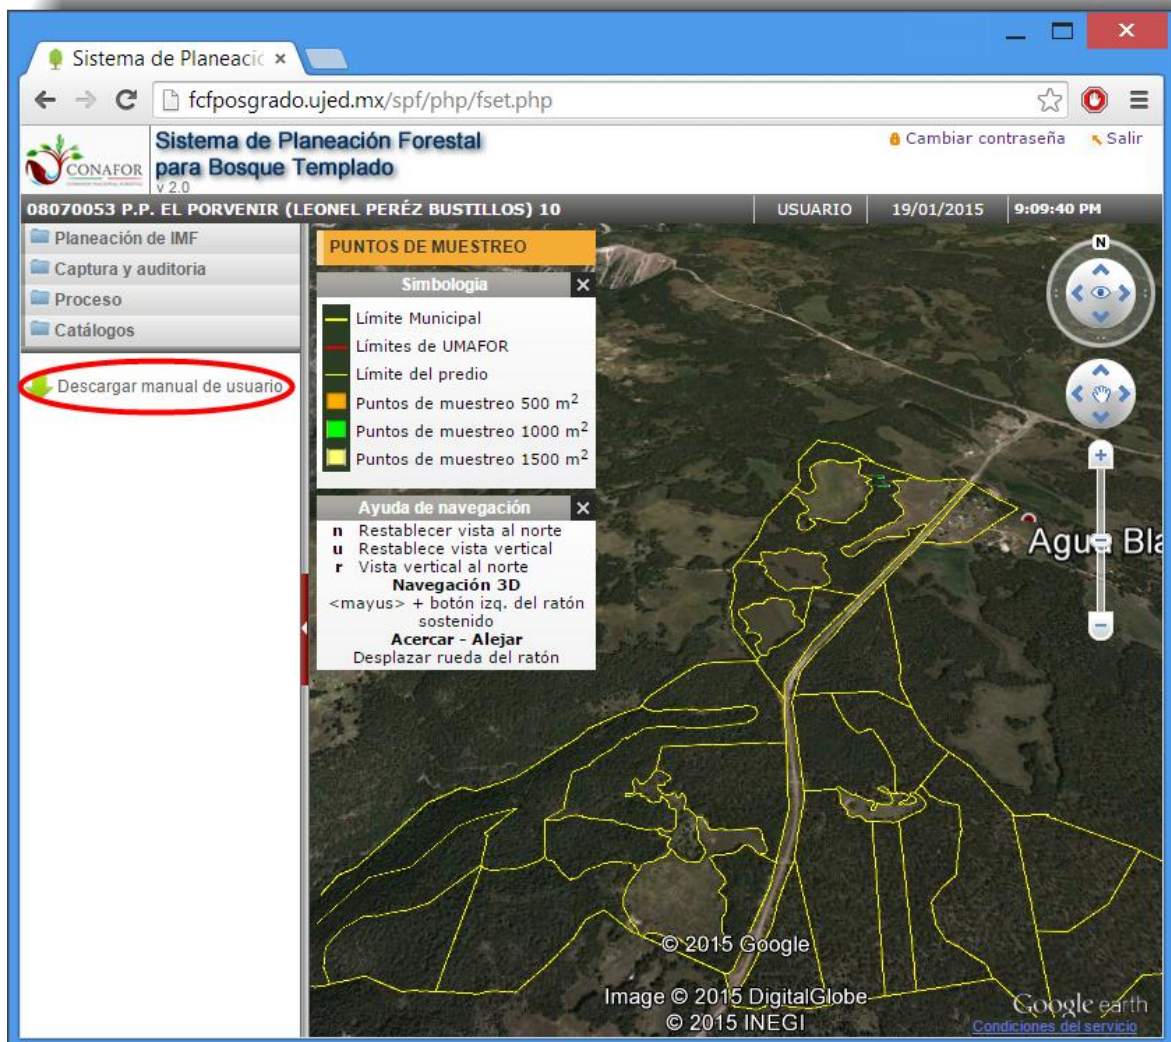 Sistema de Planeació
fcfposgrado.ujed.mx/spf/php/fset.php
CONAFOR
Sistema de Planeación Forestal
para Bosque Templado
v 2.0
Cambiar contraseña
Salir
08070053 P.P. EL PORVENIR (LEONEL PERÉZ BUSTILLOS) 10
USUARIO
19/01/2015
9:09:40 PM
Planeación de IMF
Captura y auditoria
Proceso
Catálogos
Descargar manual de usuario
PUNTOS DE MUESTREO
Simbologia
Límite Municipal
Límites de UMAFOR
Límite del predio
Puntos de muestreo 500 m²
Puntos de muestreo 1000 m²
Puntos de muestreo 1500 m²
Ayuda de navegación
n Restablecer vista al norte
u Restablece vista vertical
r Vista vertical al norte
Navegación 3D
<mayus> + botón izq. del ratón
sostenido
Acercar - Alejar
Desplazar rueda del ratón
N
Agua Bla
© 2015 Google
Image © 2015 DigitalGlobe
© 2015 INEGI
Google earth
Condiciones del servicio